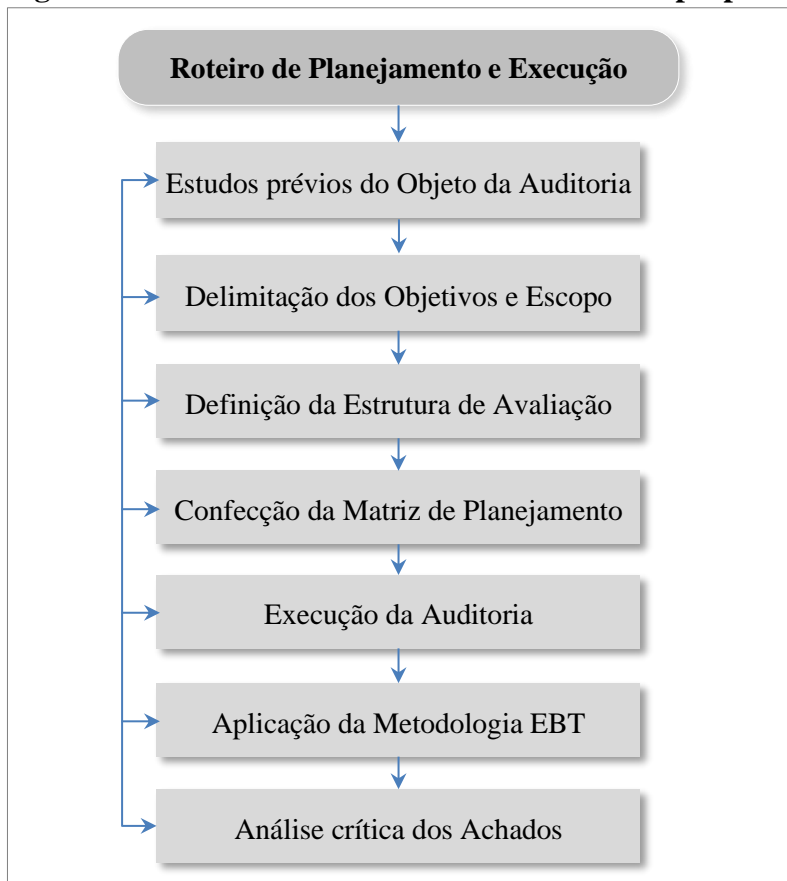 Roteiro de Planejamento e Execução
Estudos prévios do Objeto da Auditoria
Delimitação dos Objetivos e Escopo
Definição da Estrutura de Avaliação
Confecção da Matriz de Planejamento
Execução da Auditoria
Aplicação da Metodologia EBT
Análise crítica dos Achados